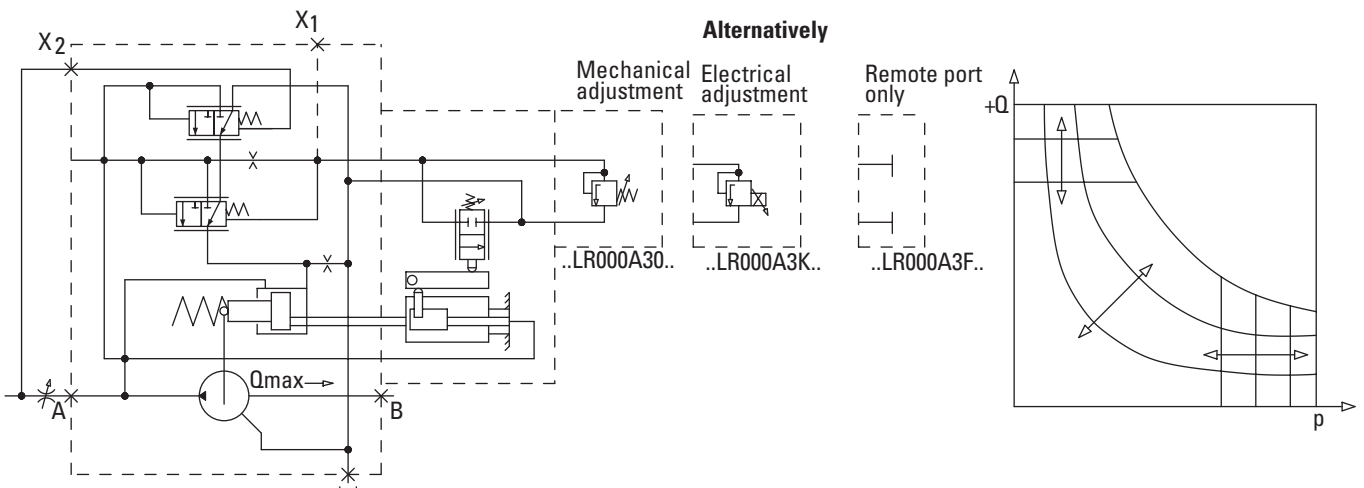 X1
X2
Alternatively
Mechanical
adjustment
Electrical
adjustment
Remote port
only
+Q
..LR000A30..
..LR000A3K..
..LR000A3F..
Qmax
A
B
p